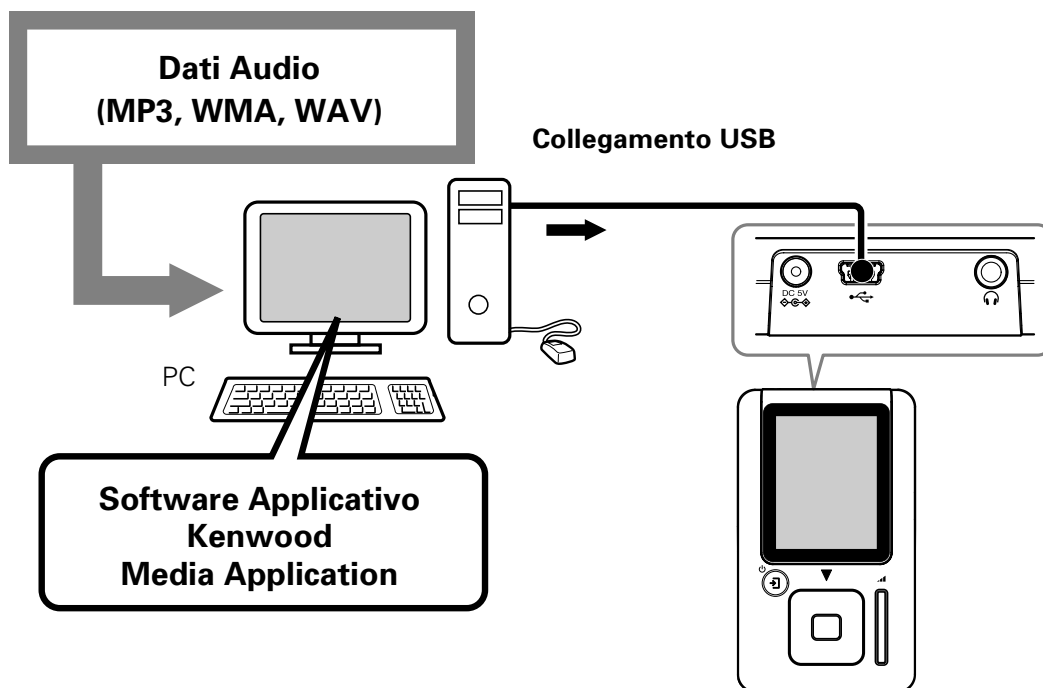 Dati Audio
(MP3, WMA, WAV)
Collegamento USB
DC 5V
PC
Software Applicativo
Kenwood
Media Application